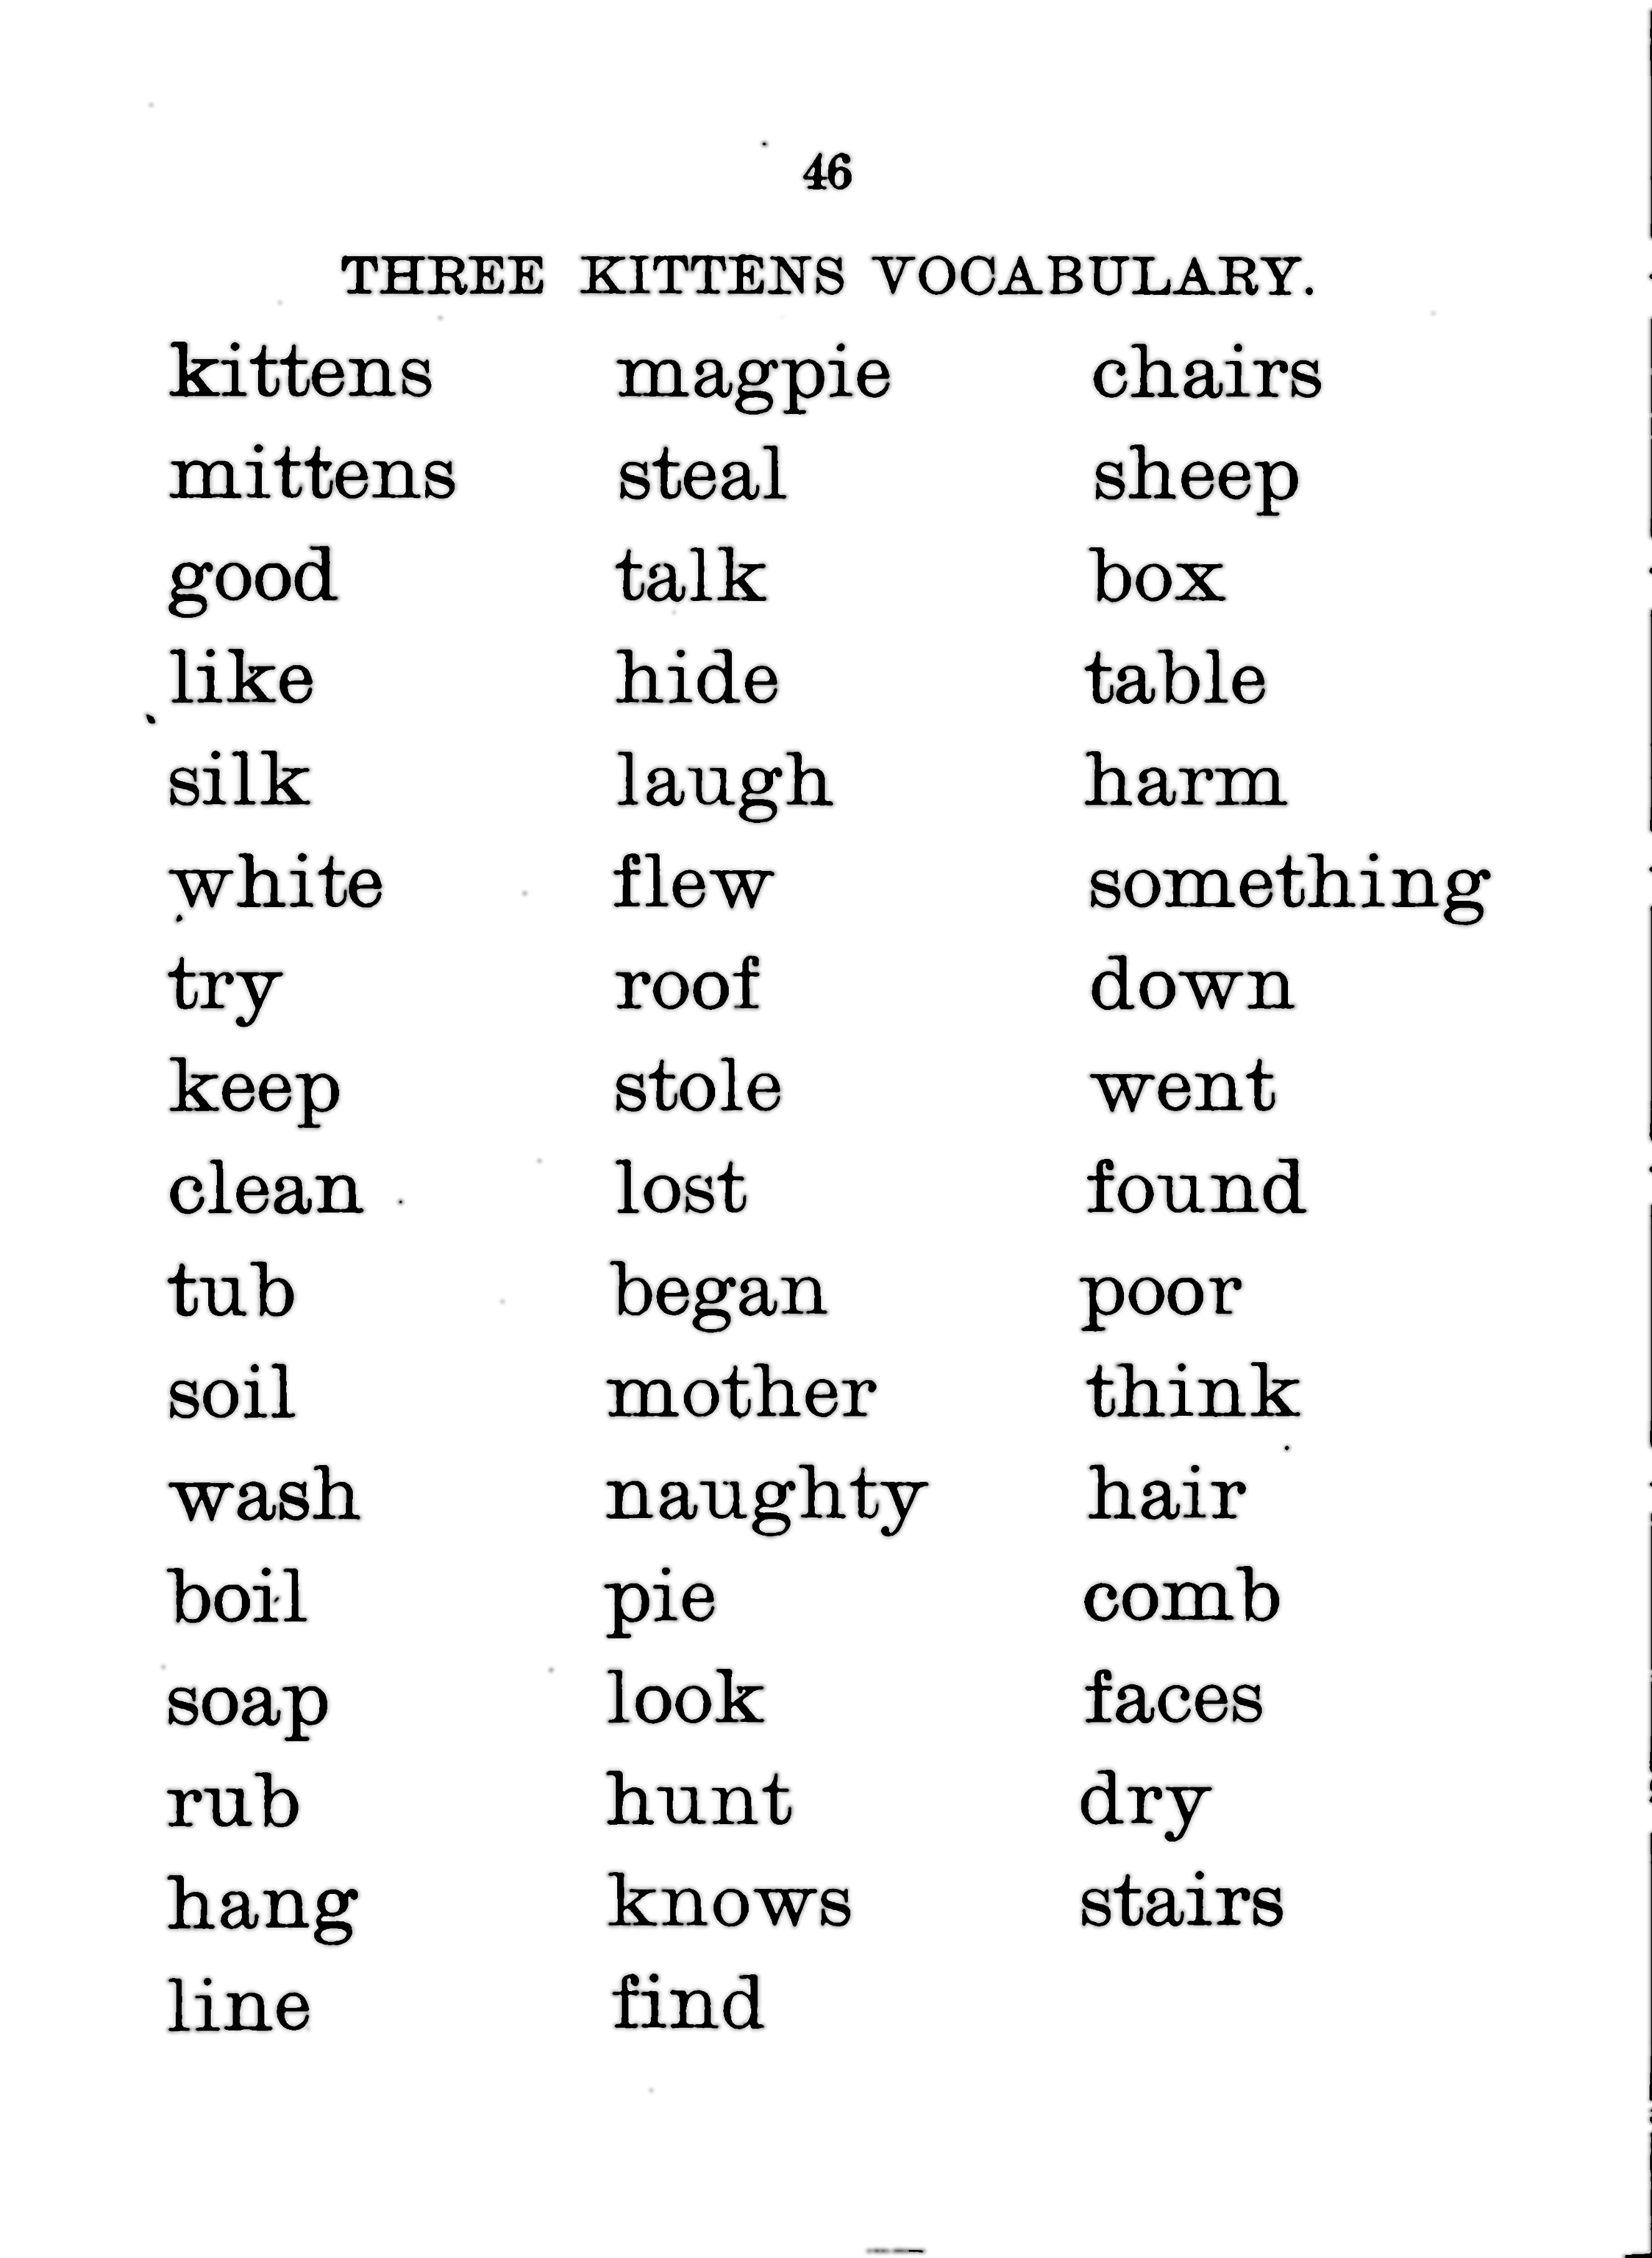 46
THREE KITTENS VOCABULARY.
kittens magpie chairs
mittens steal sheep
good talk box
like hide table
silk laugh harm
white flew something
try roof down
keep stole went
clean lost found
tub began poor
soil mother think
wash naughty hair
boil pie comb
soap look faces
rub hunt dry
hang knows stairs
line find